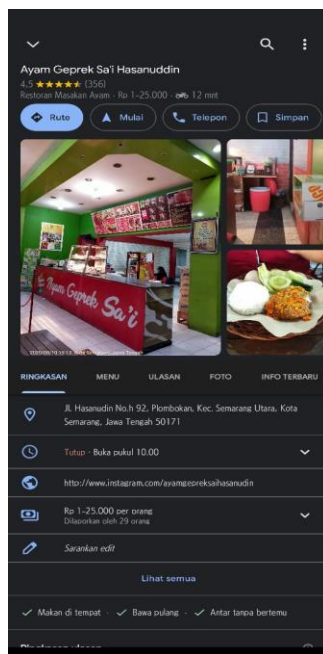 Ayam Geprek Sa'i Hasanuddin
4,5 ★★★★★ (356)
Restoran Masakan Ayam · Rp 1–25.000 · 12 mnt
Rute
Mulai
Telepon
Simpan
Ayam Geprek Sa'i
RINGKASAN
MENU
ULASAN
FOTO
INFO TERBARU
Jl. Hasanudin No.h 92, Plombokan, Kec. Semarang Utara, Kota
Semarang, Jawa Tengah 50171
Tutup · Buka pukul 10.00
http://www.instagram.com/ayamgepreksaihasanudin
Rp 1–25.000 per orang
Dilaporkan oleh 29 orang
Sarankan edit
Lihat semua
Makan di tempat · Bawa pulang · Antar tanpa bertemu